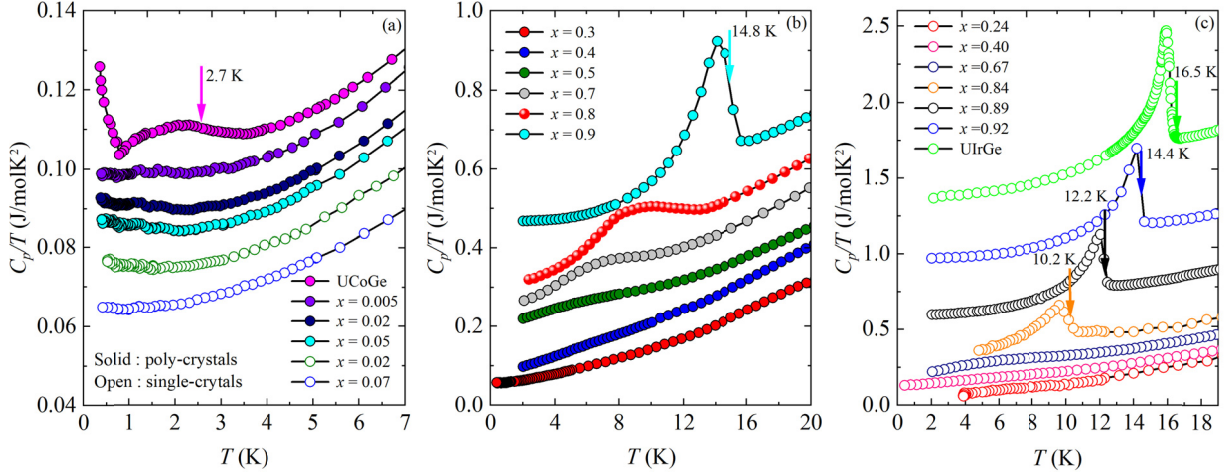 (a)
2.7 K
0.14
0.12
0.10
0.08
0.06
0.04
Cp/T (J/molK²)
UCoGe
x = 0.005
x = 0.02
x = 0.05
x = 0.02
x = 0.07
Solid : poly-crystals
Open : single-crytals
0 1 2 3 4 5 6 7
T (K)
(b)
x = 0.3
x = 0.4
x = 0.5
x = 0.7
x = 0.8
x = 0.9
14.8 K
1.0
0.8
0.6
0.4
0.2
0.0
Cp/T (J/molK²)
0 4 8 12 16 20
T (K)
(c)
x = 0.24
x = 0.40
x = 0.67
x = 0.84
x = 0.89
x = 0.92
UIrGe
16.5 K
14.4 K
12.2 K
10.2 K
2.5
2.0
1.5
1.0
0.5
0.0
Cp/T (J/molK²)
0 2 4 6 8 10 12 14 16 18
T (K)